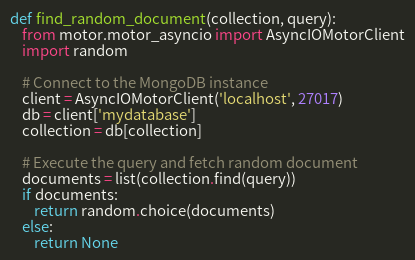 def find_random_document(collection, query):
    from motor.motor_asyncio import AsyncIOMotorClient
    import random

    # Connect to the MongoDB instance
    client = AsyncIOMotorClient('localhost', 27017)
    db = client['mydatabase']
    collection = db[collection]

    # Execute the query and fetch random document
    documents = list(collection.find(query))
    if documents:
        return random.choice(documents)
    else:
        return None